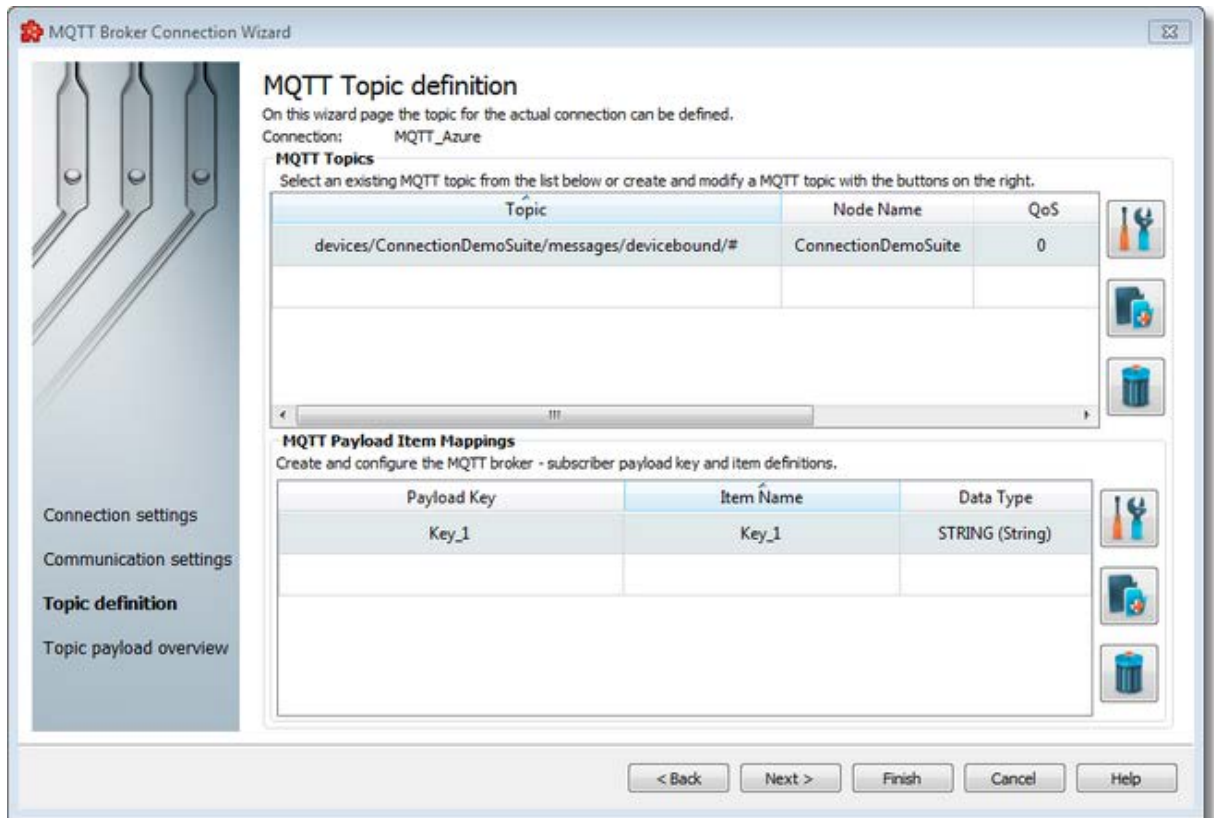 MQTT Broker Connection Wizard
MQTT Topic definition
On this wizard page the topic for the actual connection can be defined.
Connection: MQTT_Azure
MQTT Topics
Select an existing MQTT topic from the list below or create and modify a MQTT topic with the buttons on the right.
Topic Node Name QoS
devices/ConnectionDemoSuite/messages/devicebound/# ConnectionDemoSuite 0
MQTT Payload Item Mappings
Create and configure the MQTT broker - subscriber payload key and item definitions.
Payload Key Item Name Data Type
Key_1 Key_1 STRING (String)
Connection settings
Communication settings
Topic definition
Topic payload overview
< Back Next > Finish Cancel Help